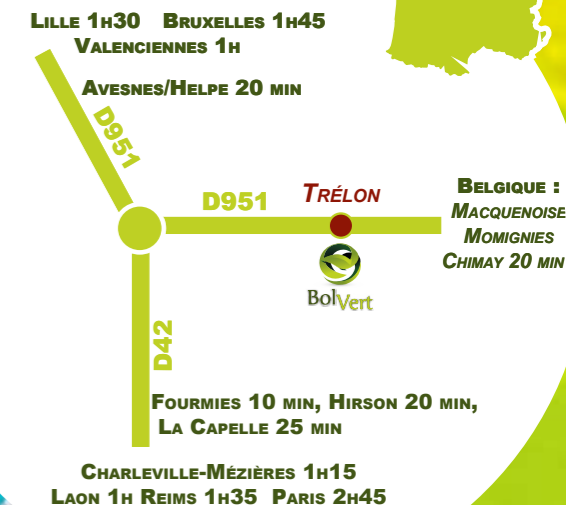 Lille 1h30 Bruxelles 1h45
Valenciennes 1h
Avesnes/Helpe 20 min
D951
D951
Trélon
Belgique :
Macquenoise
Momignies
Chimay 20 min
BolVert
D42
Fourmies 10 min, Hirson 20 min,
La Capelle 25 min
Charleville-Mézières 1h15
Laon 1h Reims 1h35 Paris 2h45